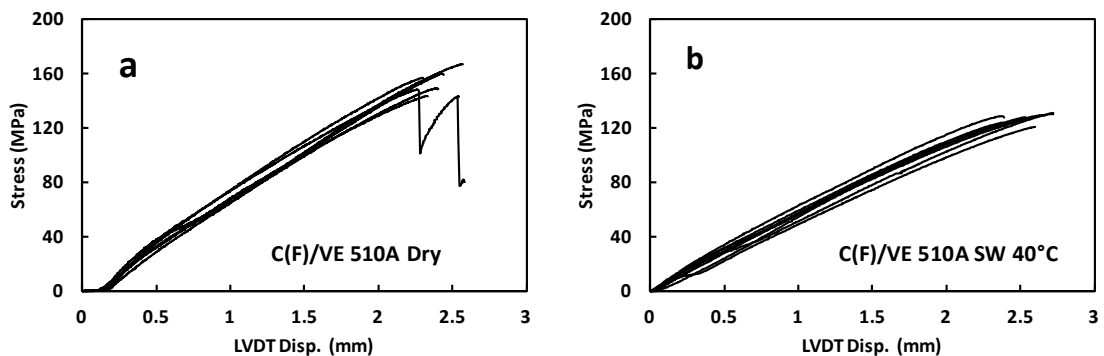 200
160
120
80
40
0
Stress (MPa)
a
C(F)/VE 510A Dry
0 0.5 1 1.5 2 2.5 3
LVDT Disp. (mm)
200
160
120
80
40
0
Stress (MPa)
b
C(F)/VE 510A SW 40°C
0 0.5 1 1.5 2 2.5 3
LVDT Disp. (mm)